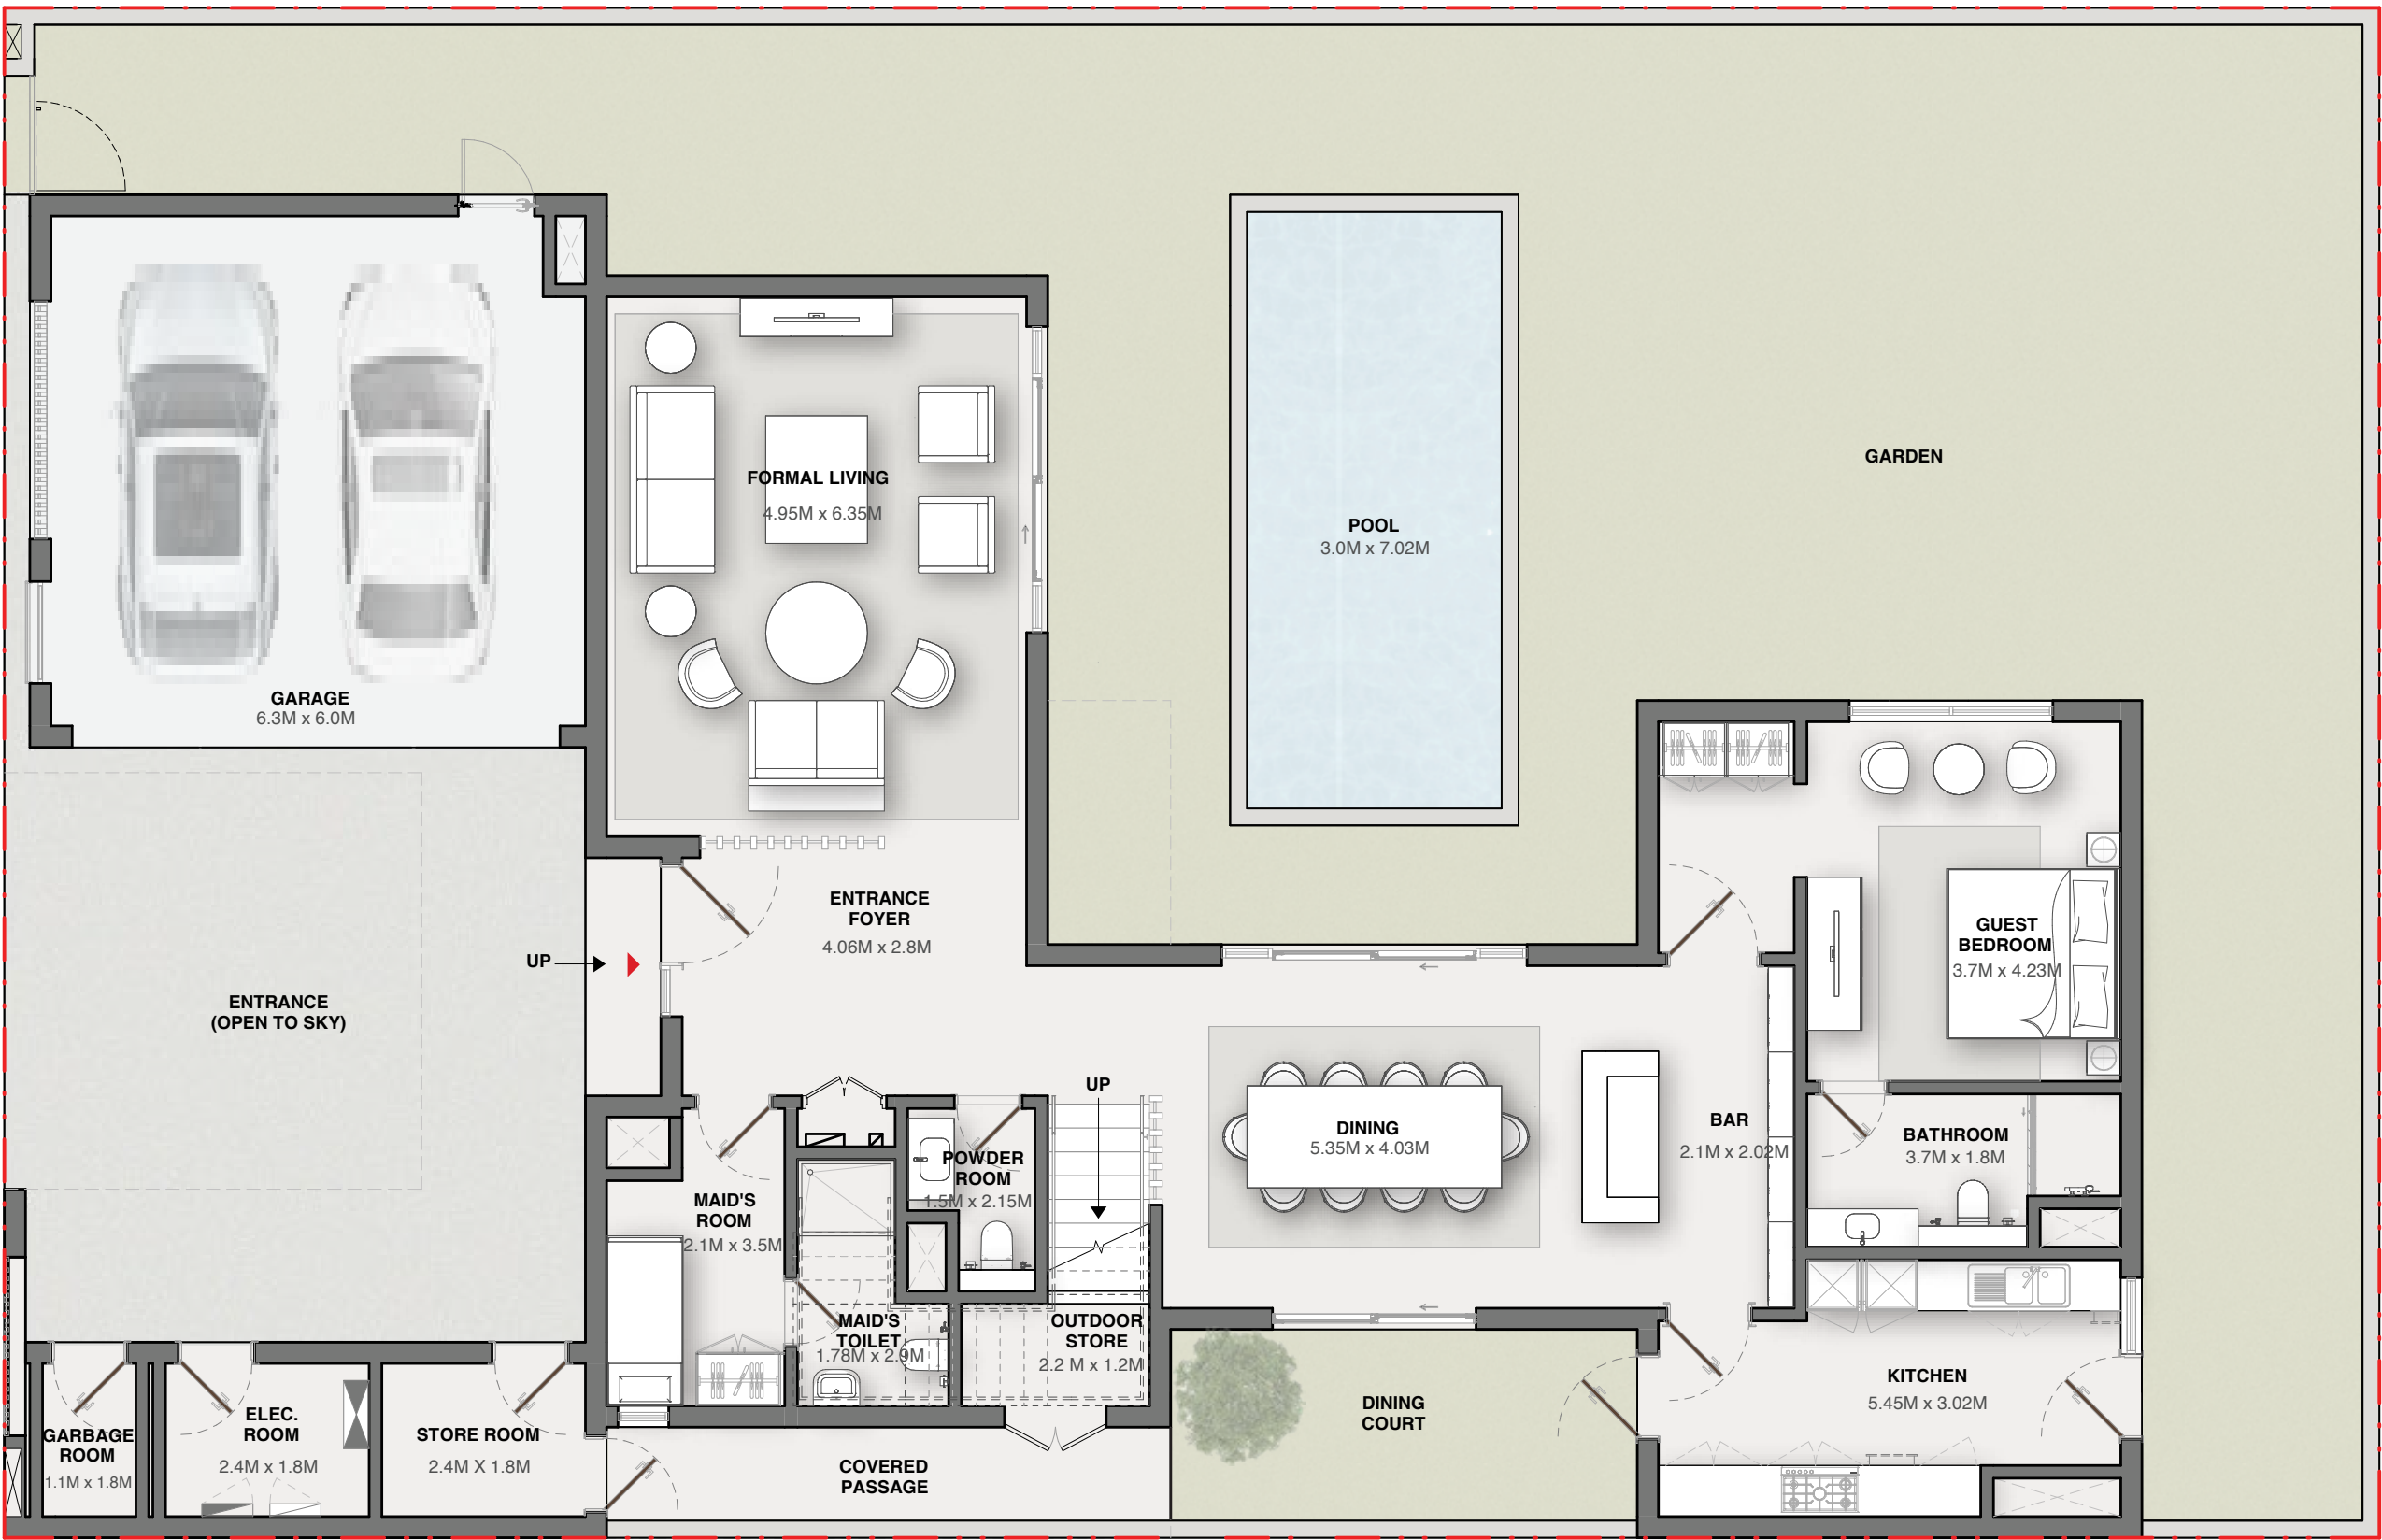 GARDEN
FORMAL LIVING
4.95M x 6.35M
POOL
3.0M x 7.02M
GARAGE
6.3M x 6.0M
ENTRANCE
FOYER
4.06M x 2.8M
UP
GUEST
BEDROOM
3.7M x 4.23M
ENTRANCE
(OPEN TO SKY)
UP
DINING
5.35M x 4.03M
BAR
2.1M x 2.02M
BATHROOM
3.7M x 1.8M
POWDER
ROOM
1.5M x 2.15M
MAID'S
ROOM
2.1M x 3.5M
MAID'S
TOILET
1.78M x 2.9M
OUTDOOR
STORE
2.2 M x 1.2M
KITCHEN
5.45M x 3.02M
DINING
COURT
GARBAGE
ROOM
1.1M x 1.8M
ELEC.
ROOM
2.4M x 1.8M
STORE ROOM
2.4M X 1.8M
COVERED
PASSAGE